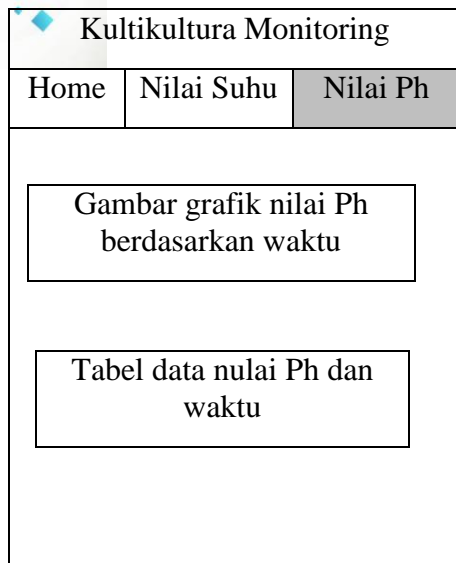 Kultikultura Monitoring
Home Nilai Suhu Nilai Ph
Gambar grafik nilai Ph
berdasarkan waktu
Tabel data nulai Ph dan
waktu